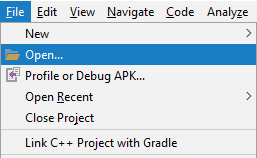 File Edit View Navigate Code Analyze
New
Open...
Profile or Debug APK...
Open Recent
Close Project
Link C++ Project with Gradle